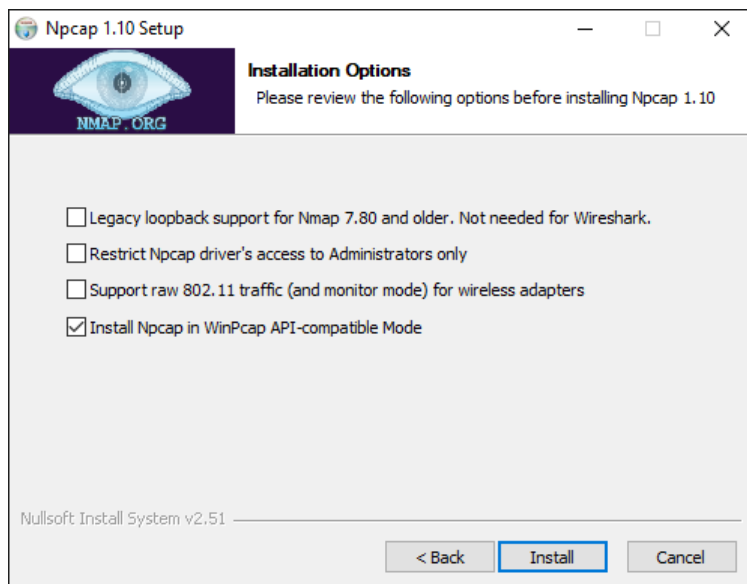 Npcap 1.10 Setup
Installation Options
Please review the following options before installing Npcap 1.10
NMAP.ORG
Legacy loopback support for Nmap 7.80 and older. Not needed for Wireshark.
Restrict Npcap driver's access to Administrators only
Support raw 802.11 traffic (and monitor mode) for wireless adapters
Install Npcap in WinPcap API-compatible Mode
Nullsoft Install System v2.51
< Back Install Cancel